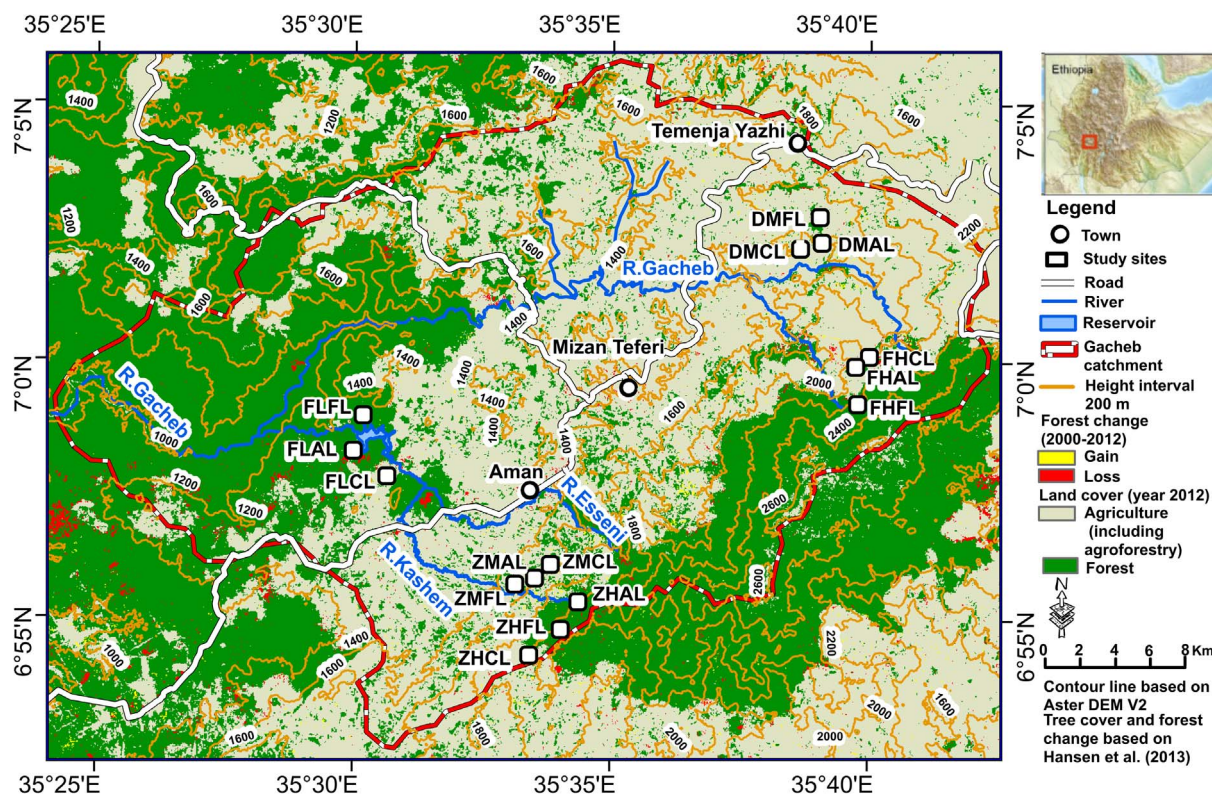 35°25'E 35°30'E 35°35'E 35°40'E
7°5'N
7°0'N
6°55'N
7°5'N
7°0'N
6°55'N
35°25'E 35°30'E 35°35'E 35°40'E
1400
1200
1600
1600
1600
1800
Temenja Yazhi
1600
1200
1400
1600
1600
1600
1400
DMFL
DMCL
DMAL
2200
R.Gacheb
1400
Mizan Teferi
1400
1400
1400
1400
1600
FHCL
FHAL
FHFL
2000
2400
R.Gacheb
1000
FLFL
FLAL
FLCL
1200
1200
Aman
1400
R.Esseni
1800
2600
2600
R.Kashem
ZMAL
ZMCL
ZMFL
ZHAL
ZHFL
ZHCL
1400
1600
1000
1600
1800
2000
2200
2000
2000
1600
Ethiopia
Legend
Town
Study sites
Road
River
Reservoir
Gacheb
catchment
Height interval
200 m
Forest change
(2000-2012)
Gain
Loss
Land cover (year 2012)
Agriculture
(including
agroforestry)
Forest
N
0 2 4 6 8 Km
Contour line based on
Aster DEM V2
Tree cover and forest
change based on
Hansen et al. (2013)